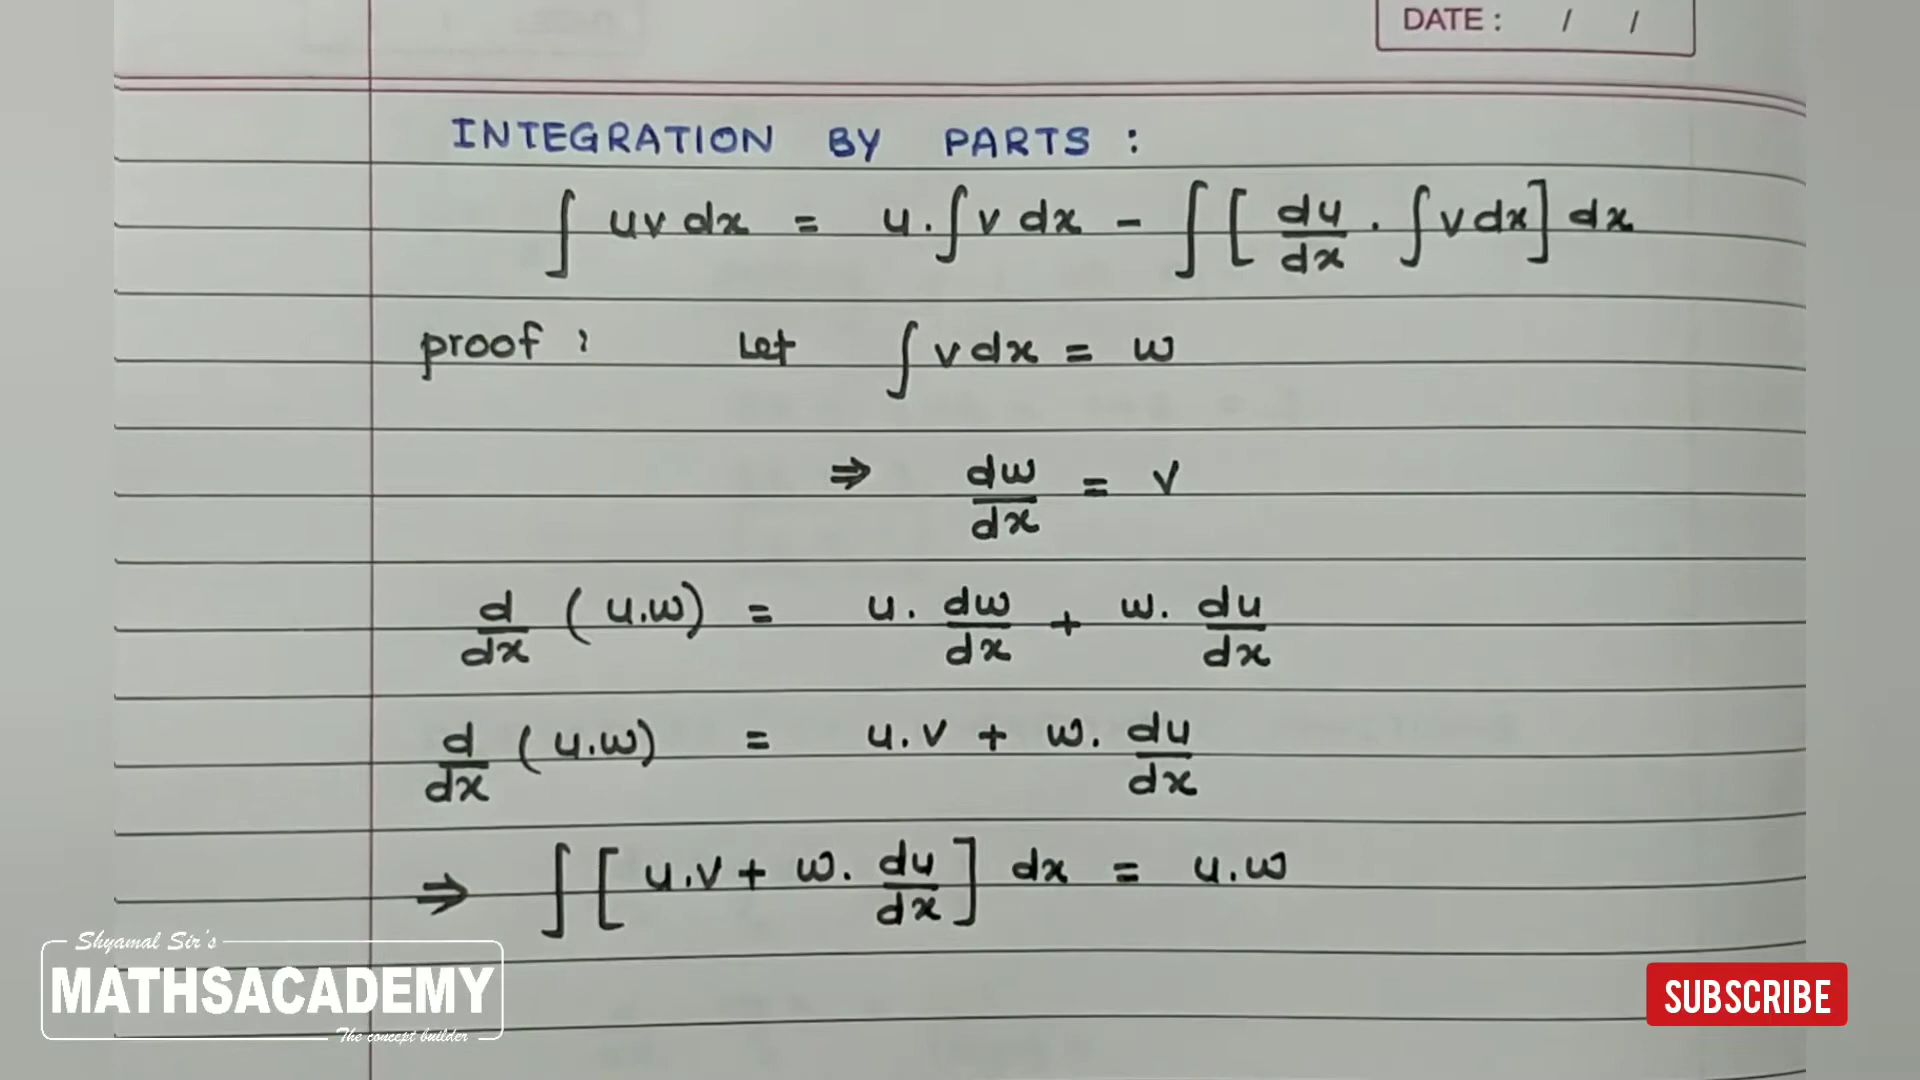 DATE : / /
INTEGRATION BY PARTS :
∫ uv dx = u . ∫ v dx - ∫ [ du/dx . ∫ v dx ] dx
proof : Let ∫ v dx = w
⇒ dw/dx = v
d/dx ( u.w ) = u . dw/dx + w . du/dx
d/dx ( u.w ) = u.v + w . du/dx
⇒ ∫ [ u.v + w . du/dx ] dx = u.w
Shyamal Sir's
MATHSACADEMY
The concept builder
SUBSCRIBE